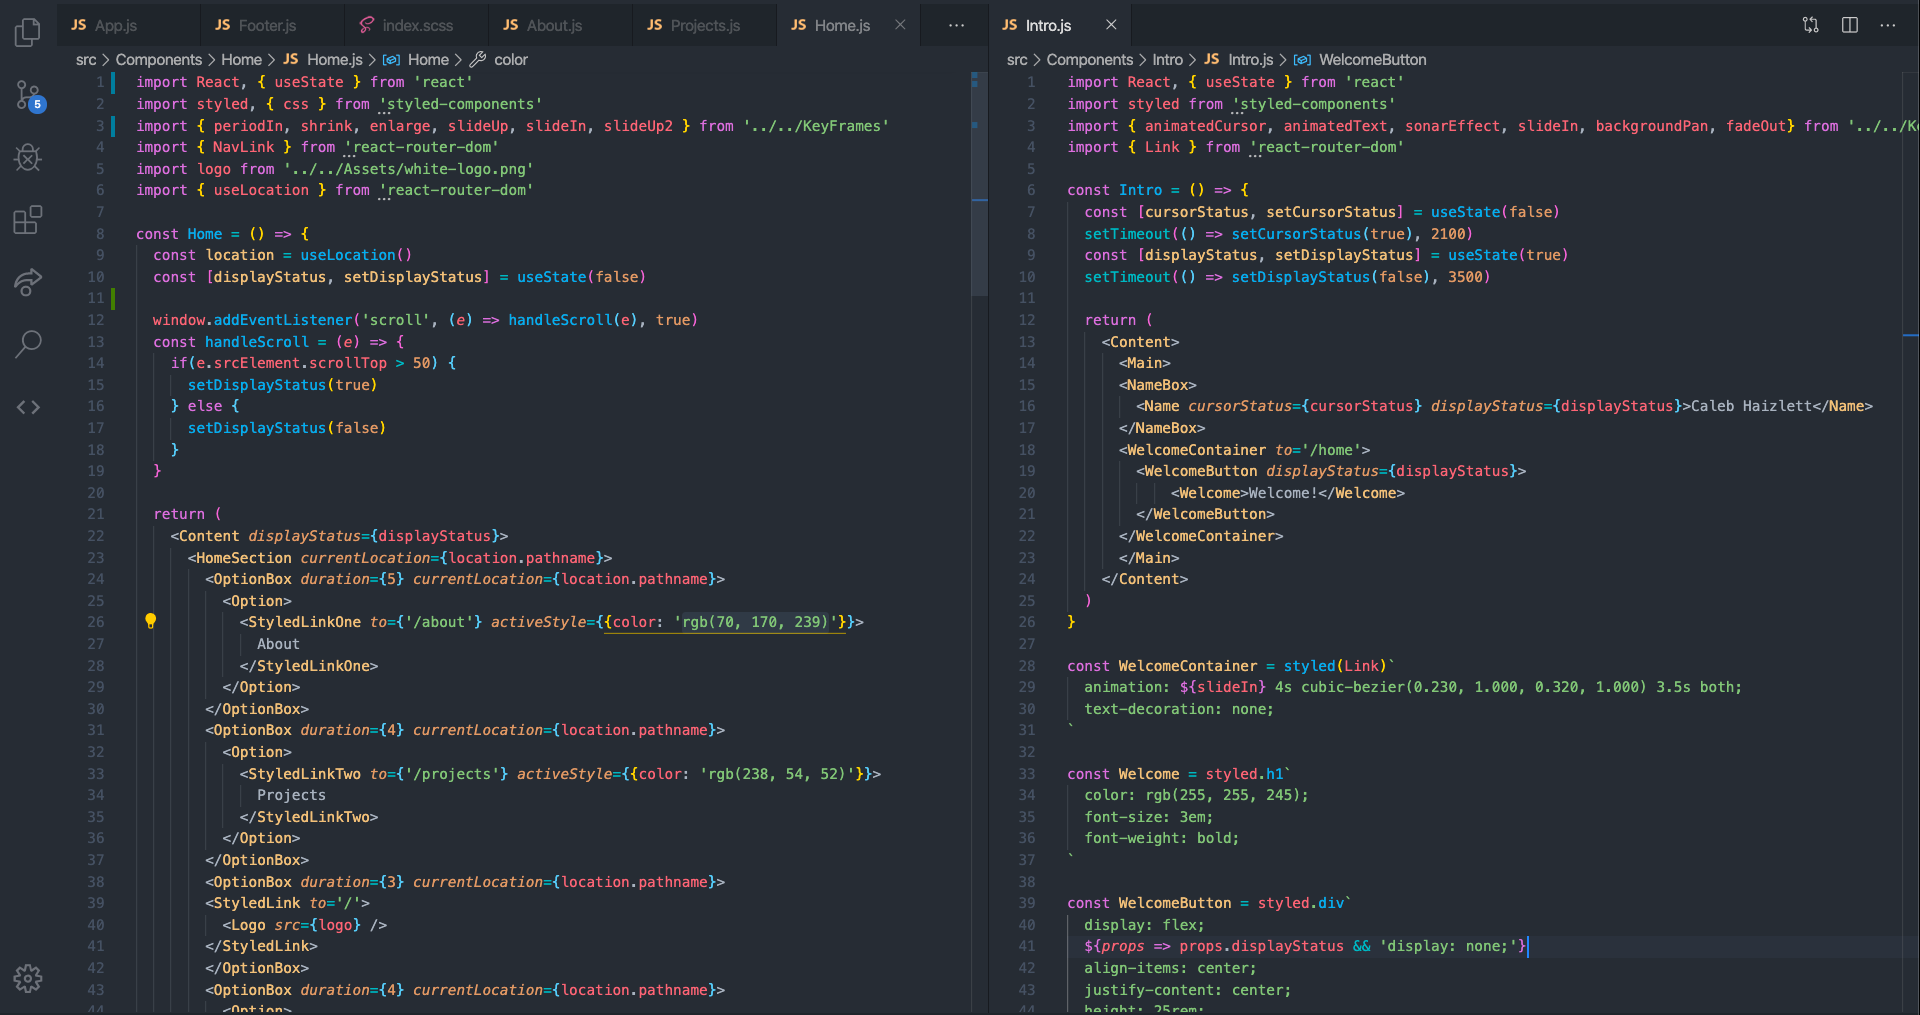 JS App.js JS Footer.js index.scss JS About.js JS Projects.js JS Home.js × ···
src > Components > Home > JS Home.js > Home > color
5
1 import React, { useState } from 'react'
2 import styled, { css } from 'styled-components'
3 import { periodIn, shrink, enlarge, slideUp, slideIn, slideUp2 } from '../../KeyFrames'
4 import { NavLink } from 'react-router-dom'
5 import logo from '../../Assets/white-logo.png'
6 import { useLocation } from 'react-router-dom'
7
8 const Home = () => {
9   const location = useLocation()
10   const [displayStatus, setDisplayStatus] = useState(false)
11
12   window.addEventListener('scroll', (e) => handleScroll(e), true)
13   const handleScroll = (e) => {
14     if(e.srcElement.scrollTop > 50) {
15       setDisplayStatus(true)
16     } else {
17       setDisplayStatus(false)
18     }
19   }
20
21   return (
22     <Content displayStatus={displayStatus}>
23       <HomeSection currentLocation={location.pathname}>
24         <OptionBox duration={5} currentLocation={location.pathname}>
25           <Option>
26             <StyledLinkOne to={'/about'} activeStyle={{color: 'rgb(70, 170, 239)'}}>
27               About
28             </StyledLinkOne>
29           </Option>
30         </OptionBox>
31         <OptionBox duration={4} currentLocation={location.pathname}>
32           <Option>
33             <StyledLinkTwo to={'/projects'} activeStyle={{color: 'rgb(238, 54, 52)'}}>
34               Projects
35             </StyledLinkTwo>
36           </Option>
37         </OptionBox>
38         <OptionBox duration={3} currentLocation={location.pathname}>
39         <StyledLink to='/'>
40           <Logo src={logo} />
41         </StyledLink>
42         </OptionBox>
43         <OptionBox duration={4} currentLocation={location.pathname}>
44           <Option>
JS Intro.js × ···
src > Components > Intro > JS Intro.js > WelcomeButton
1 import React, { useState } from 'react'
2 import styled from 'styled-components'
3 import { animatedCursor, animatedText, sonarEffect, slideIn, backgroundPan, fadeOut} from '../../K
4 import { Link } from 'react-router-dom'
5
6 const Intro = () => {
7   const [cursorStatus, setCursorStatus] = useState(false)
8   setTimeout(() => setCursorStatus(true), 2100)
9   const [displayStatus, setDisplayStatus] = useState(true)
10   setTimeout(() => setDisplayStatus(false), 3500)
11
12   return (
13     <Content>
14       <Main>
15       <NameBox>
16         <Name cursorStatus={cursorStatus} displayStatus={displayStatus}>Caleb Haizlett</Name>
17       </NameBox>
18       <WelcomeContainer to='/home'>
19         <WelcomeButton displayStatus={displayStatus}>
20             <Welcome>Welcome!</Welcome>
21         </WelcomeButton>
22       </WelcomeContainer>
23       </Main>
24     </Content>
25   )
26 }
27
28 const WelcomeContainer = styled(Link)`
29   animation: ${slideIn} 4s cubic-bezier(0.230, 1.000, 0.320, 1.000) 3.5s both;
30   text-decoration: none;
31 `
32
33 const Welcome = styled.h1`
34   color: rgb(255, 255, 245);
35   font-size: 3em;
36   font-weight: bold;
37 `
38
39 const WelcomeButton = styled.div`
40   display: flex;
41   ${props => props.displayStatus && 'display: none;'}
42   align-items: center;
43   justify-content: center;
44   height: 25rem;